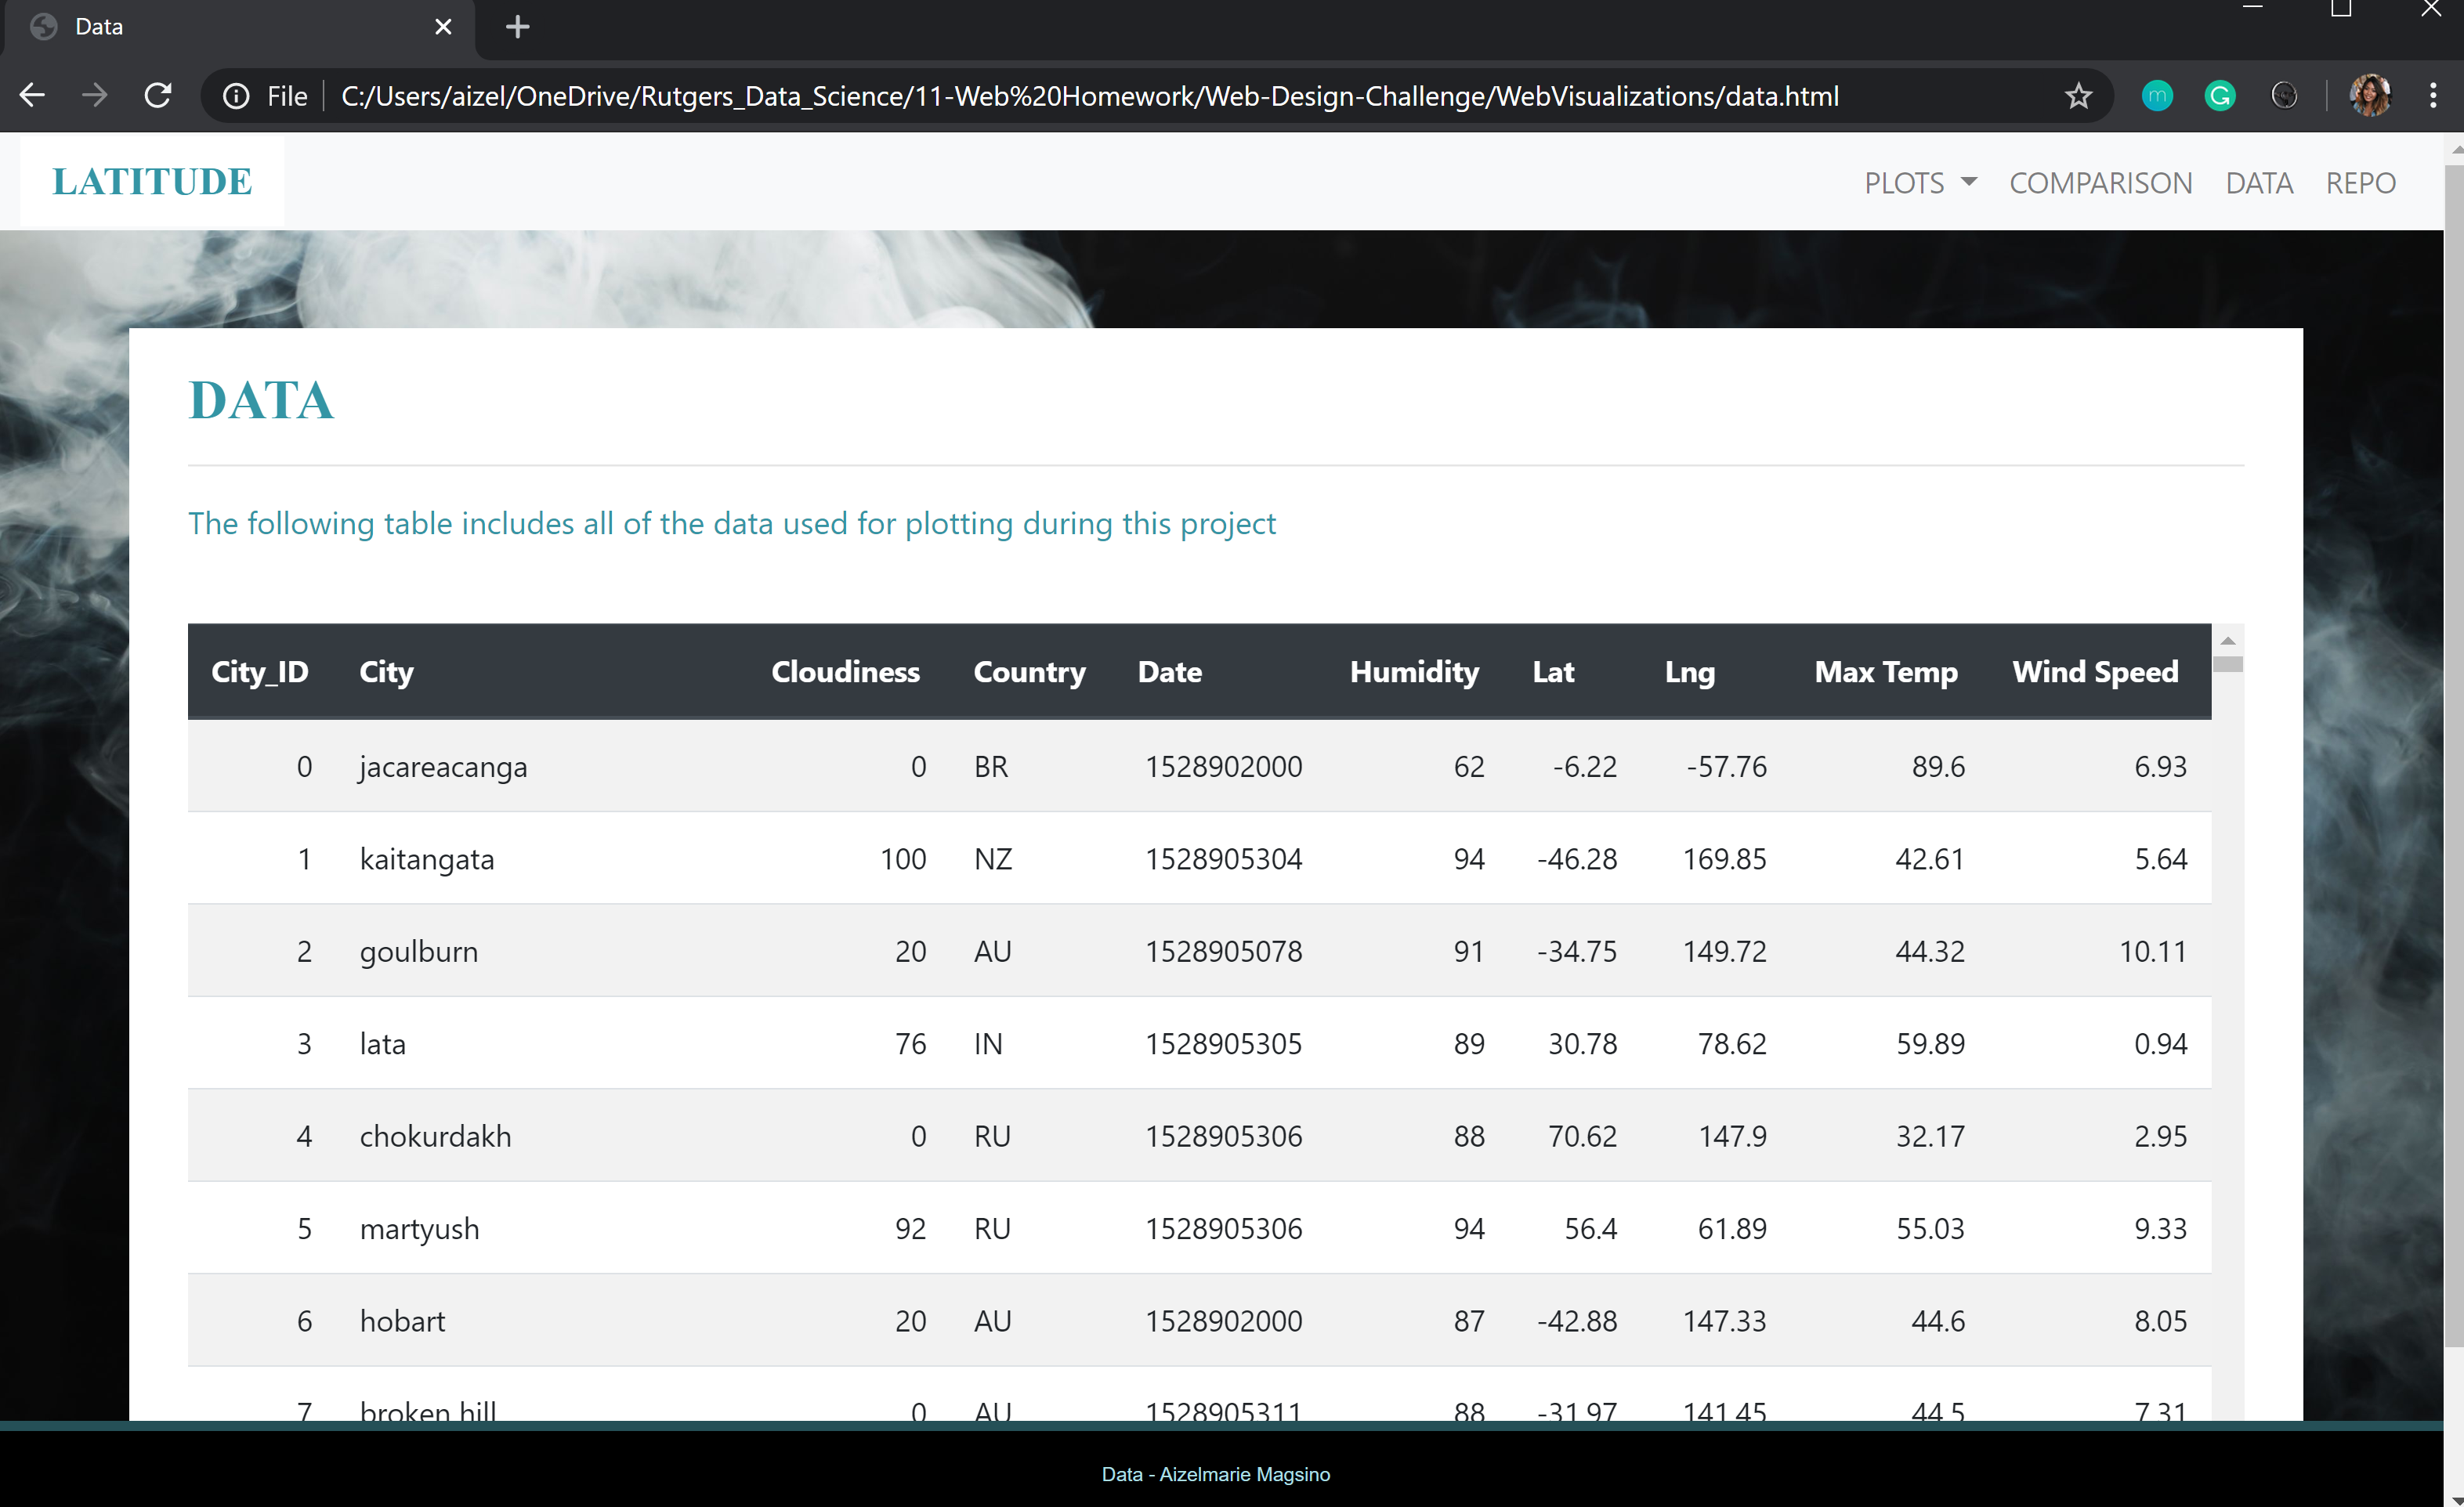 Data
File C:/Users/aizel/OneDrive/Rutgers_Data_Science/11-Web%20Homework/Web-Design-Challenge/WebVisualizations/data.html
LATITUDE PLOTS COMPARISON DATA REPO
DATA
The following table includes all of the data used for plotting during this project
City_ID City Cloudiness Country Date Humidity Lat Lng Max Temp Wind Speed
0 jacareacanga 0 BR 1528902000 62 -6.22 -57.76 89.6 6.93
1 kaitangata 100 NZ 1528905304 94 -46.28 169.85 42.61 5.64
2 goulburn 20 AU 1528905078 91 -34.75 149.72 44.32 10.11
3 lata 76 IN 1528905305 89 30.78 78.62 59.89 0.94
4 chokurdakh 0 RU 1528905306 88 70.62 147.9 32.17 2.95
5 martyush 92 RU 1528905306 94 56.4 61.89 55.03 9.33
6 hobart 20 AU 1528902000 87 -42.88 147.33 44.6 8.05
7 broken hill 0 AU 1528905311 88 -31.97 141.45 44.5 7.31
Data - Aizelmarie Magsino